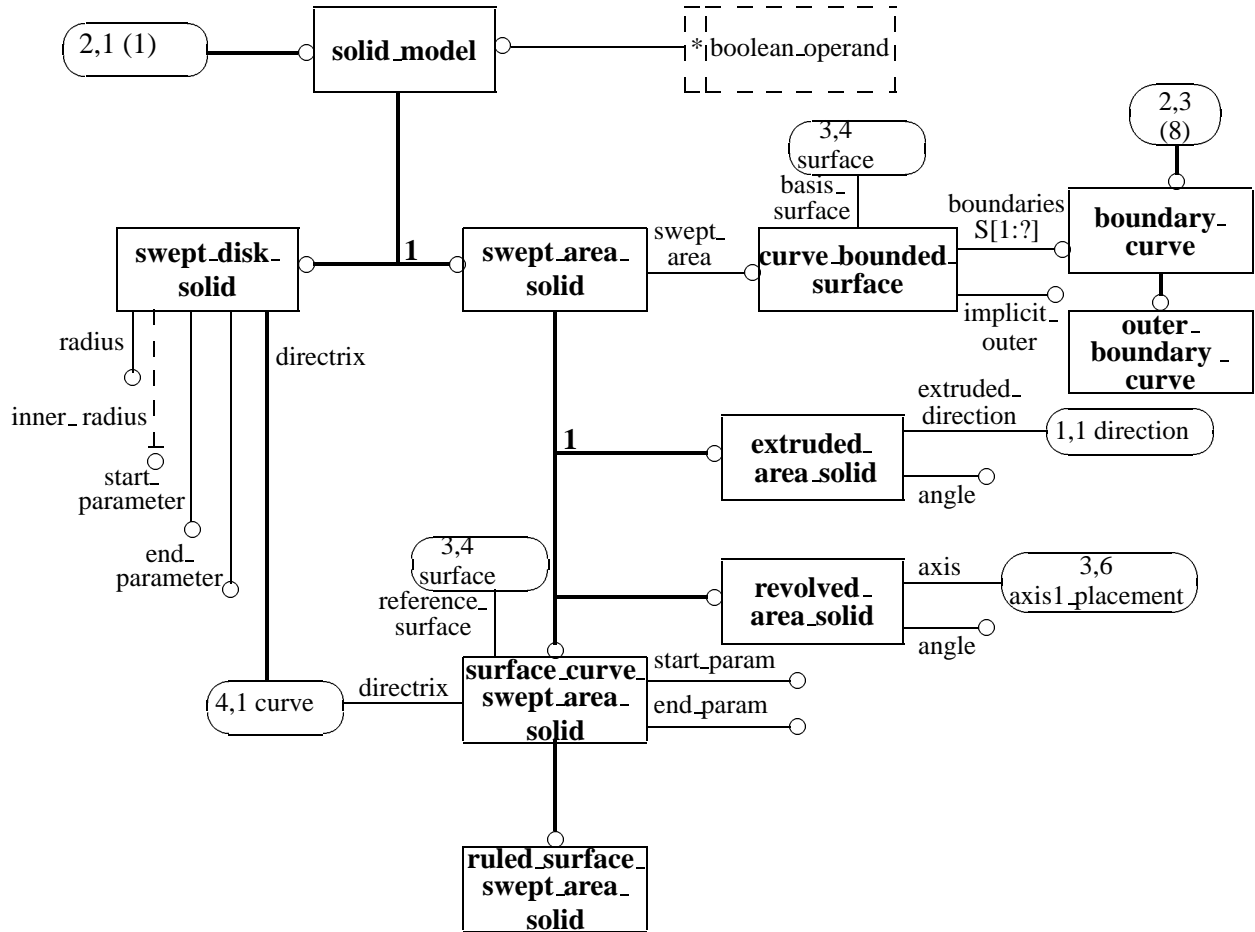 2,1 (1)
solid_model
* boolean_operand
2,3
(8)
3,4
surface
basis_
surface
boundaries
S[1:?]
boundary_
curve
swept_disk_
solid
1
swept_area_
solid
swept_
area
curve_bounded_
surface
implicit_
outer
outer_
boundary_
curve
radius
directrix
inner_radius
start_
parameter
end_
parameter
1
extruded_
area_solid
extruded_
direction
1,1 direction
angle
3,4
surface
reference_
surface
revolved_
area_solid
axis
3,6
axis1_placement
angle
4,1 curve
directrix
surface_curve_
swept_area_
solid
start_param
end_param
ruled_surface_
swept_area_
solid